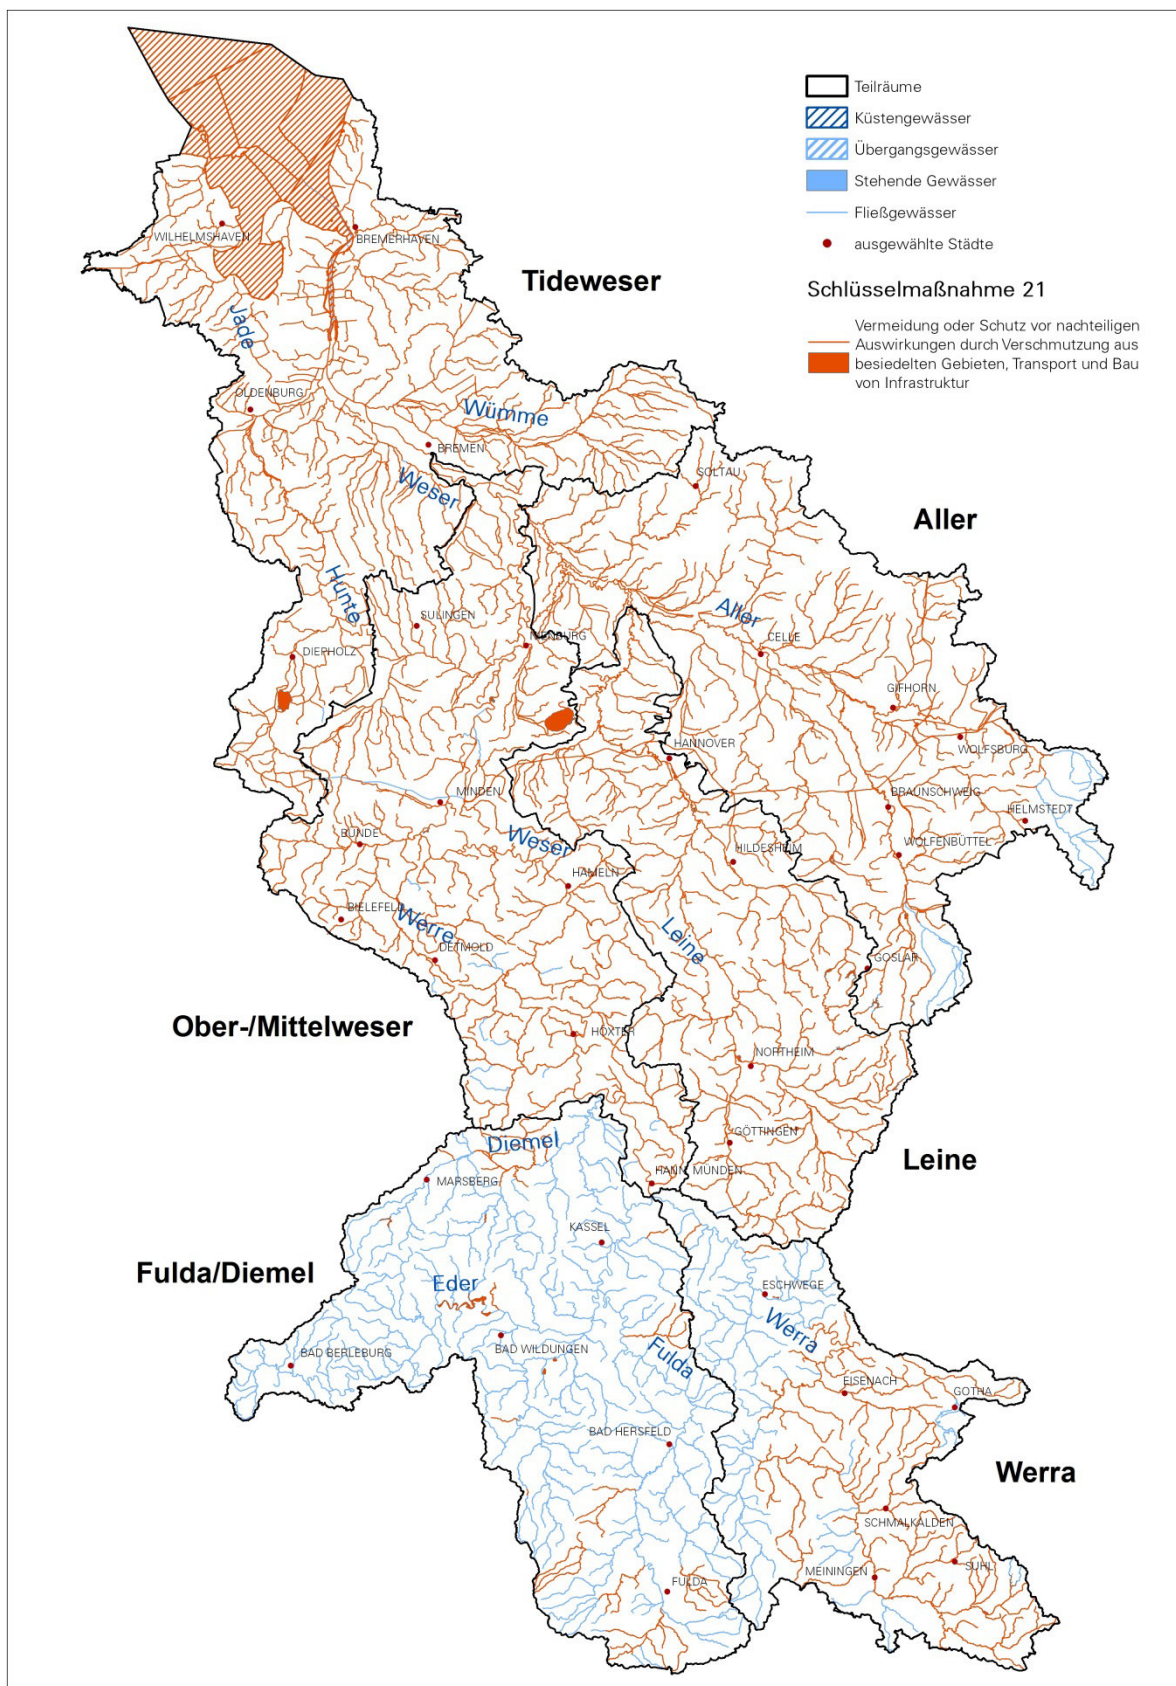 Teilräume
Küstengewässer
Übergangsgewässer
Stehende Gewässer
Fließgewässer
ausgewählte Städte
Schlüsselmaßnahme 21
Vermeidung oder Schutz vor nachteiligen
Auswirkungen durch Verschmutzung aus
besiedelten Gebieten, Transport und Bau
von Infrastruktur
WILHELMSHAVEN
BREMERHAVEN
Tideweser
Jade
OLDENBURG
Wümme
BREMEN
Weser
SOLTAU
Aller
Hunte
Aller
SULINGEN
NIENBURG
CELLE
DIEPHOLZ
GIFHORN
HANNOVER
WOLFSBURG
MINDEN
BRAUNSCHWEIG
HELMSTEDT
BÜNDE
Weser
HILDESHEIM
WOLFENBÜTTEL
HAMELN
BIELEFELD
Werre
Leine
DETMOLD
GOSLAR
Ober-/Mittelweser
HÖXTER
NORTHEIM
GÖTTINGEN
Diemel
Leine
MARSBERG
HANN. MÜNDEN
KASSEL
Fulda/Diemel
Eder
ESCHWEGE
Werra
BAD WILDUNGEN
BAD BERLEBURG
Fulda
EISENACH
GOTHA
BAD HERSFELD
Werra
SCHMALKALDEN
SUHL
MEININGEN
FULDA